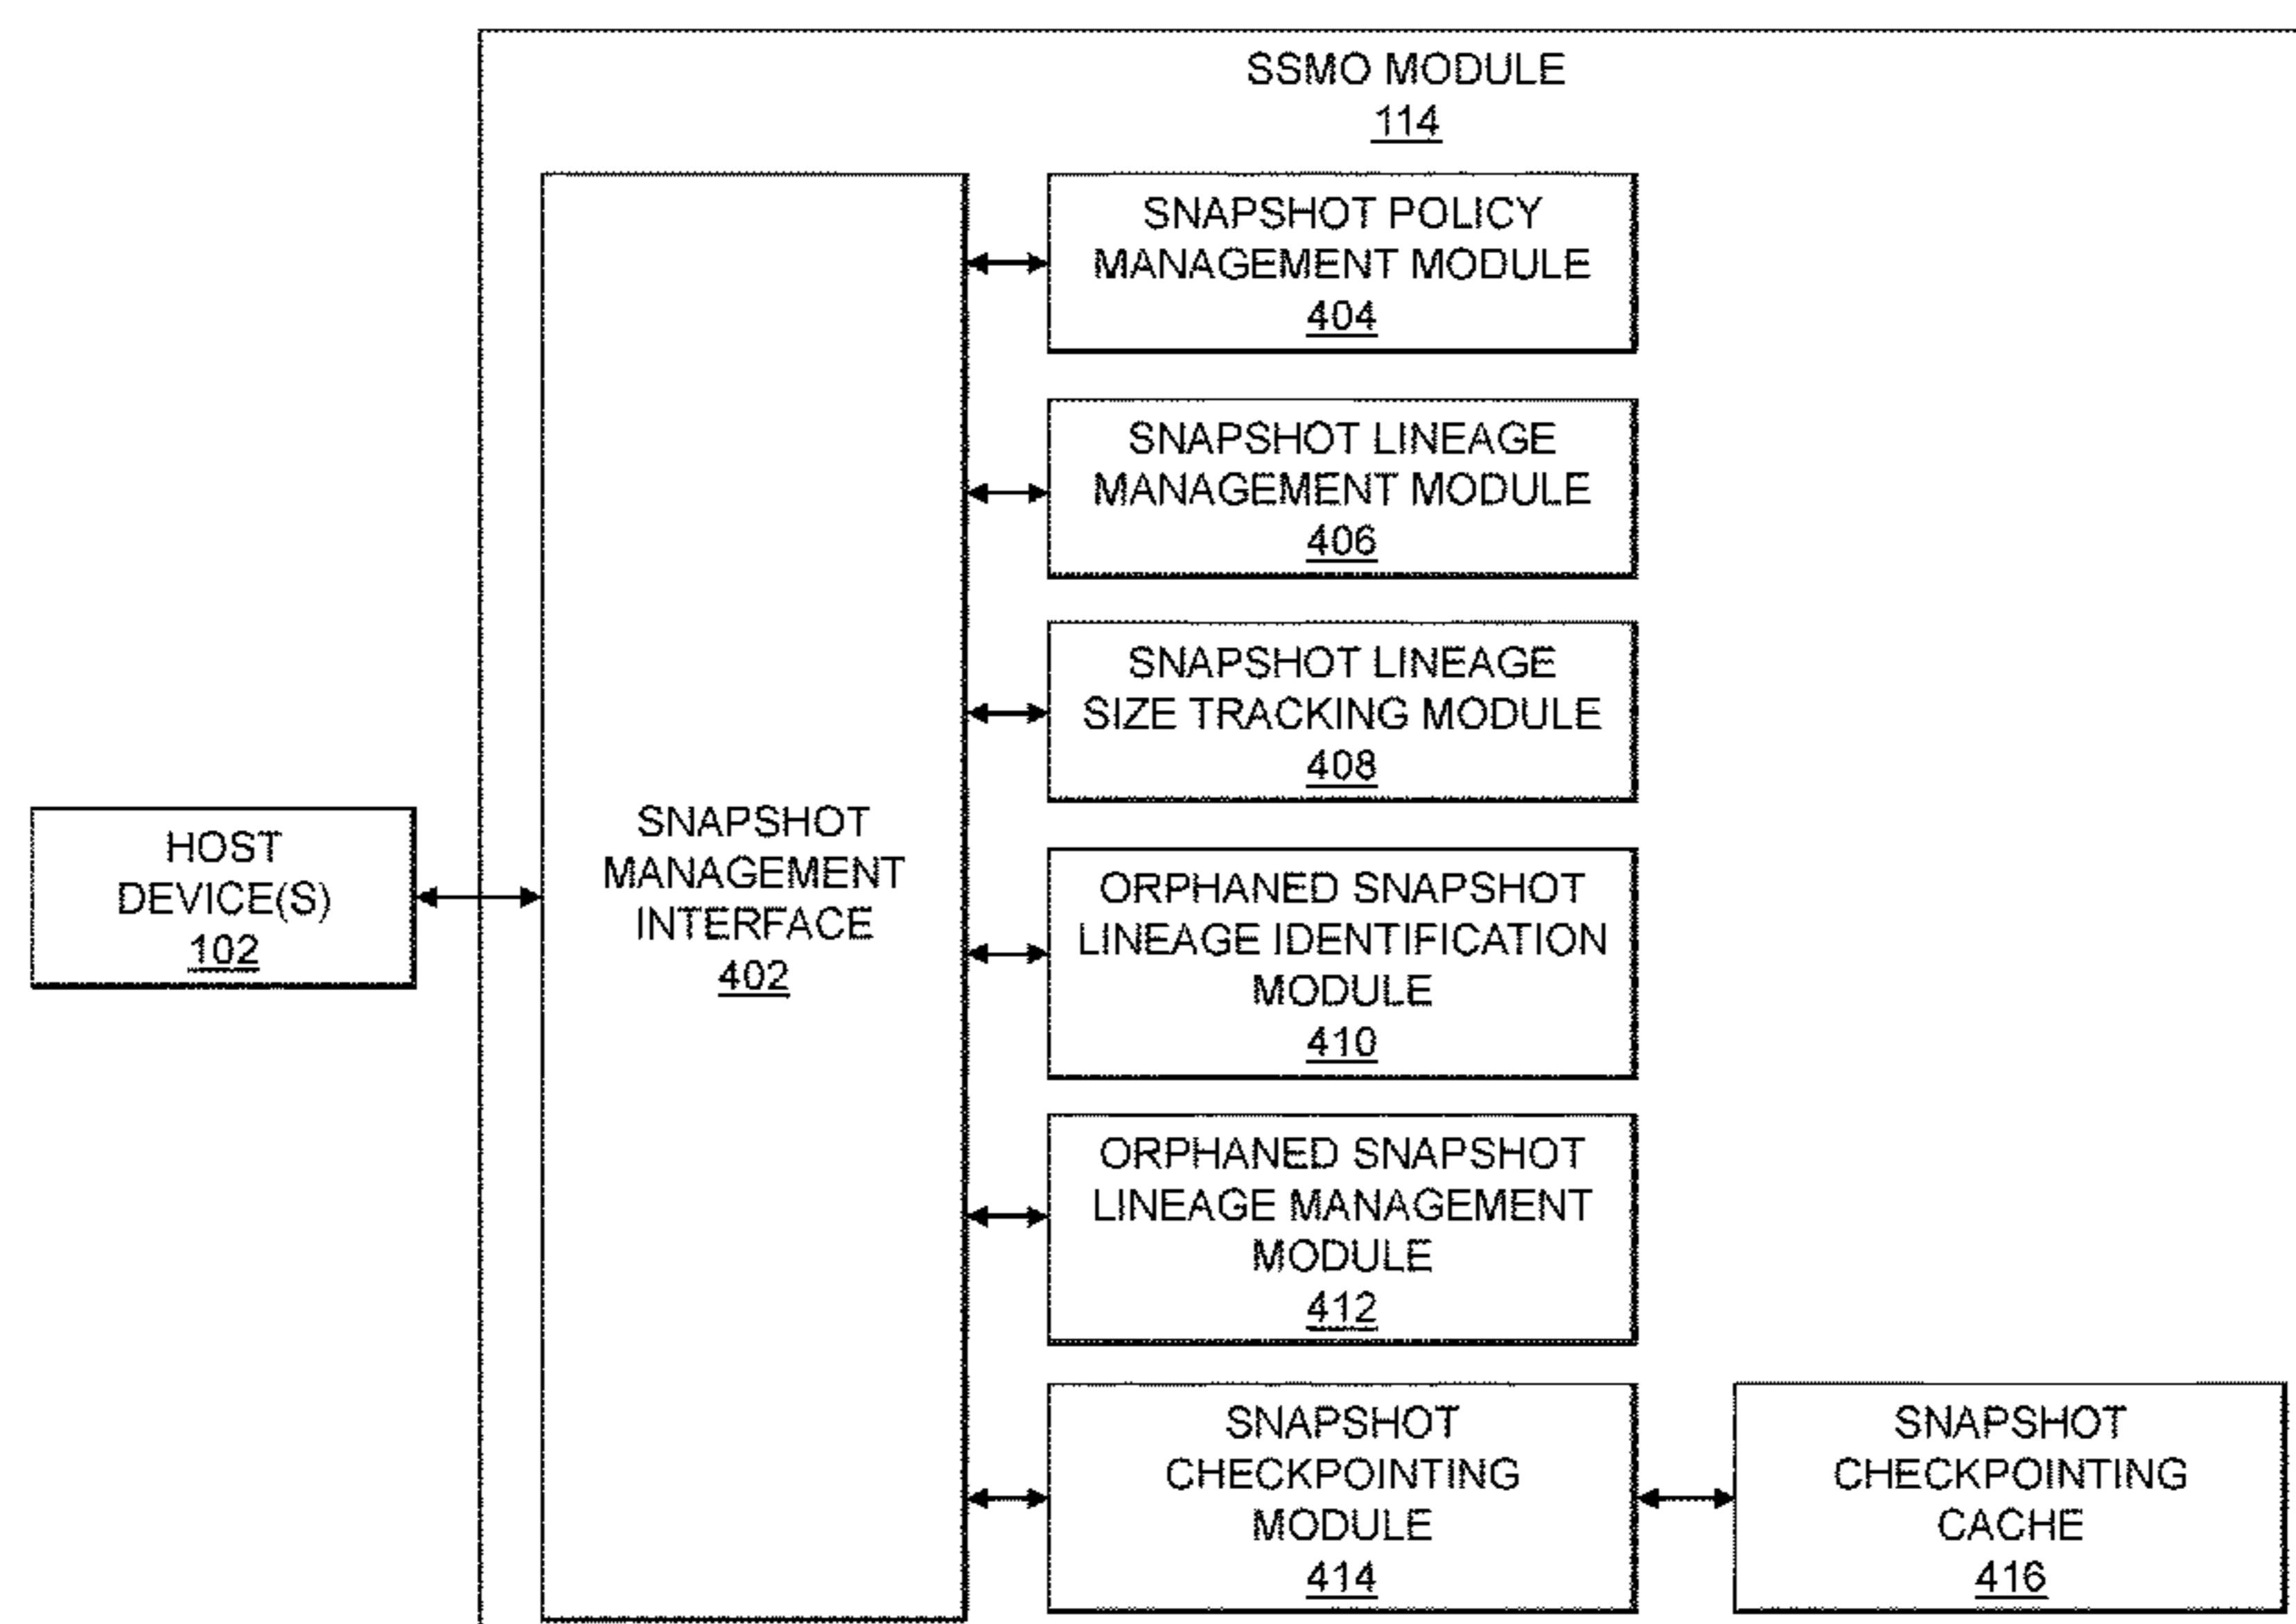 SSMO MODULE
114
SNAPSHOT POLICY
MANAGEMENT MODULE
404
SNAPSHOT LINEAGE
MANAGEMENT MODULE
406
SNAPSHOT LINEAGE
SIZE TRACKING MODULE
408
HOST
DEVICE(S)
102
SNAPSHOT
MANAGEMENT
INTERFACE
402
ORPHANED SNAPSHOT
LINEAGE IDENTIFICATION
MODULE
410
ORPHANED SNAPSHOT
LINEAGE MANAGEMENT
MODULE
412
SNAPSHOT
CHECKPOINTING
MODULE
414
SNAPSHOT
CHECKPOINTING
CACHE
416